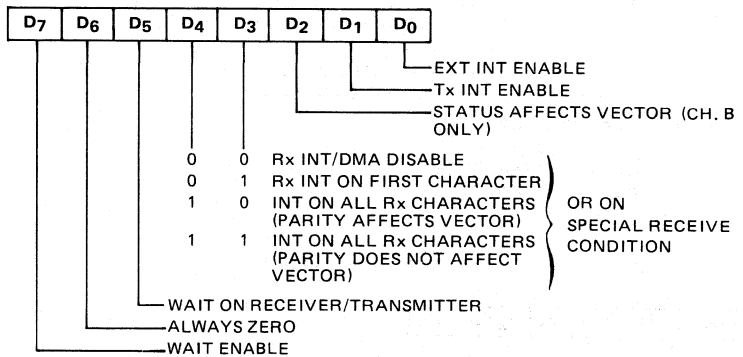 D7 D6 D5 D4 D3 D2 D1 D0
EXT INT ENABLE
Tx INT ENABLE
STATUS AFFECTS VECTOR (CH. B
ONLY)
0 0 Rx INT/DMA DISABLE
0 1 Rx INT ON FIRST CHARACTER
1 0 INT ON ALL Rx CHARACTERS
(PARITY AFFECTS VECTOR)
1 1 INT ON ALL Rx CHARACTERS
(PARITY DOES NOT AFFECT
VECTOR)
OR ON
SPECIAL RECEIVE
CONDITION
WAIT ON RECEIVER/TRANSMITTER
ALWAYS ZERO
WAIT ENABLE